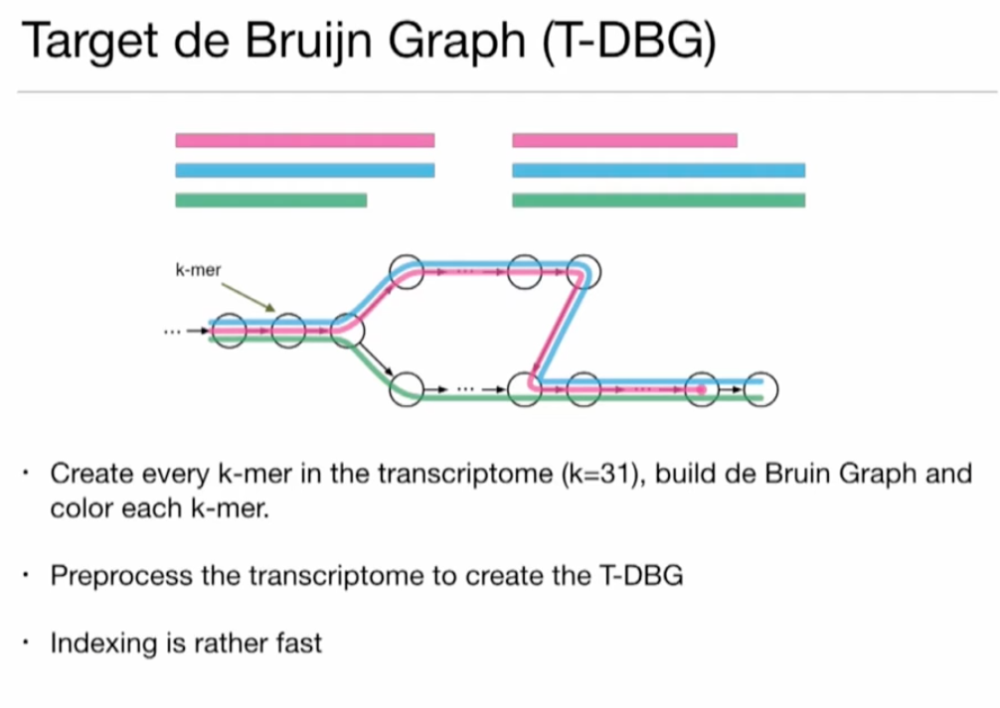 Target de Bruijn Graph (T-DBG)
k-mer
...
...
...
...
...
· Create every k-mer in the transcriptome (k=31), build de Bruin Graph and
color each k-mer.
· Preprocess the transcriptome to create the T-DBG
· Indexing is rather fast